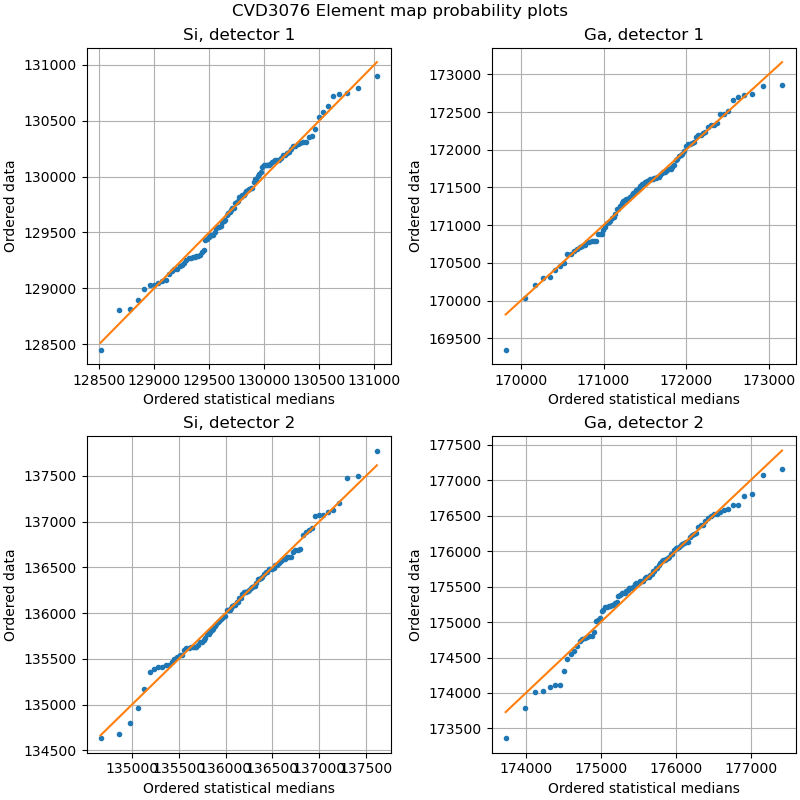 CVD3076 Element map probability plots
Si, detector 1
131000
130500
130000
129500
129000
128500
Ordered data
128500 129000 129500 130000 130500 131000
Ordered statistical medians
Ga, detector 1
173000
172500
172000
171500
171000
170500
170000
169500
Ordered data
170000 171000 172000 173000
Ordered statistical medians
Si, detector 2
137500
137000
136500
136000
135500
135000
134500
Ordered data
135000 135500 136000 136500 137000 137500
Ordered statistical medians
Ga, detector 2
177500
177000
176500
176000
175500
175000
174500
174000
173500
Ordered data
174000 175000 176000 177000
Ordered statistical medians